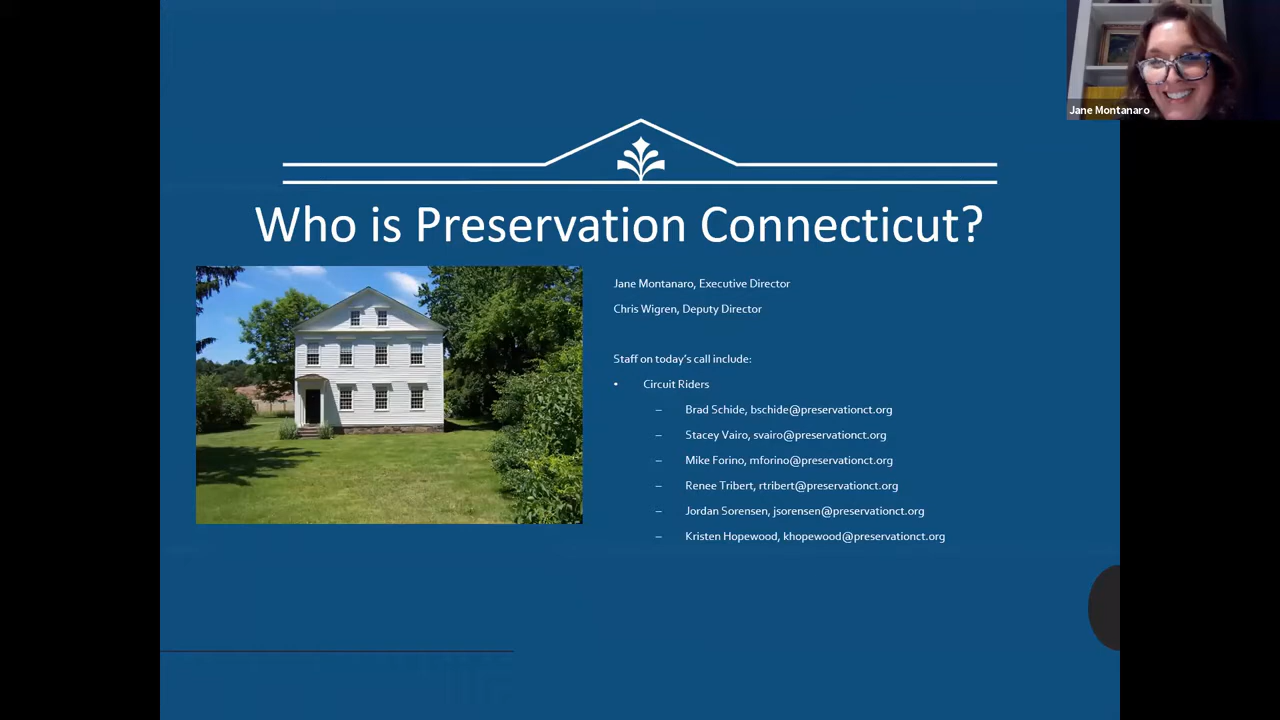 Jane Montanaro
Who is Preservation Connecticut?
Jane Montanaro, Executive Director
Chris Wigren, Deputy Director
Staff on today's call include:
• Circuit Riders
– Brad Schide, bschide@preservationct.org
– Stacey Vairo, svairo@preservationct.org
– Mike Forino, mforino@preservationct.org
– Renee Tribert, rtribert@preservationct.org
– Jordan Sorensen, jsorensen@preservationct.org
– Kristen Hopewood, khopewood@preservationct.org